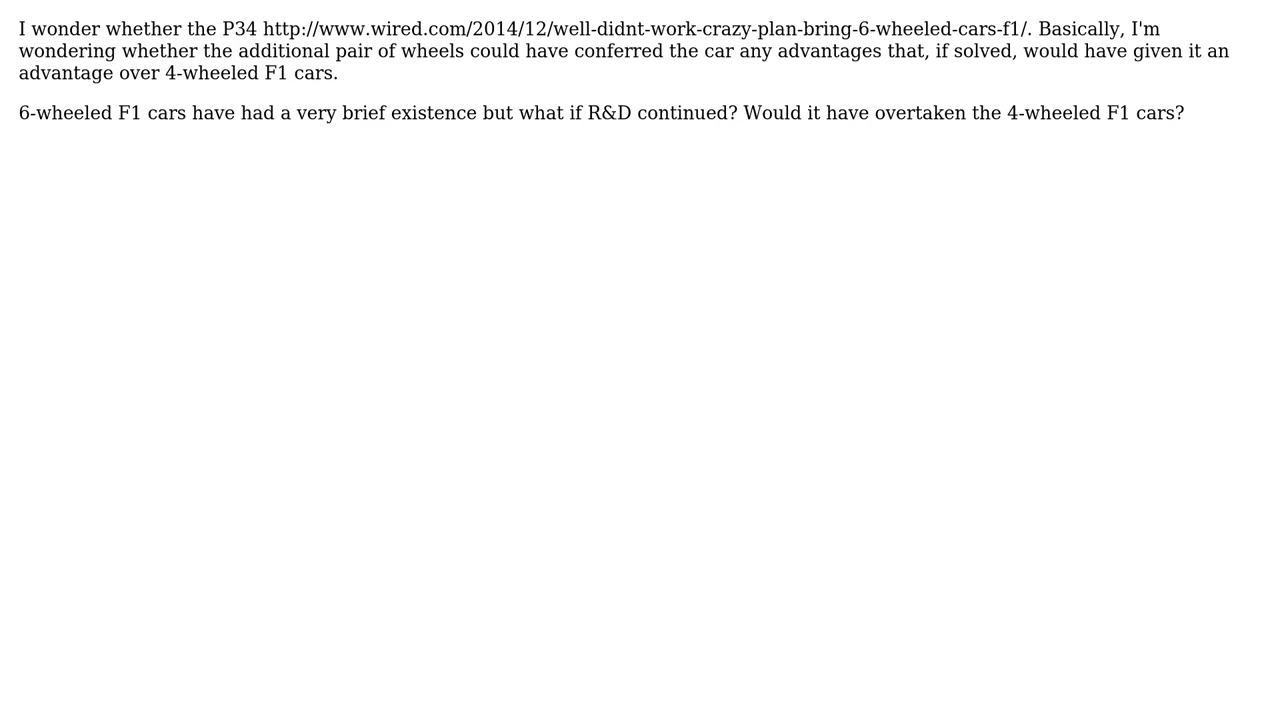 I wonder whether the P34 http://www.wired.com/2014/12/well-didnt-work-crazy-plan-bring-6-wheeled-cars-f1/. Basically, I'm
wondering whether the additional pair of wheels could have conferred the car any advantages that, if solved, would have given it an
advantage over 4-wheeled F1 cars.
6-wheeled F1 cars have had a very brief existence but what if R&D continued? Would it have overtaken the 4-wheeled F1 cars?